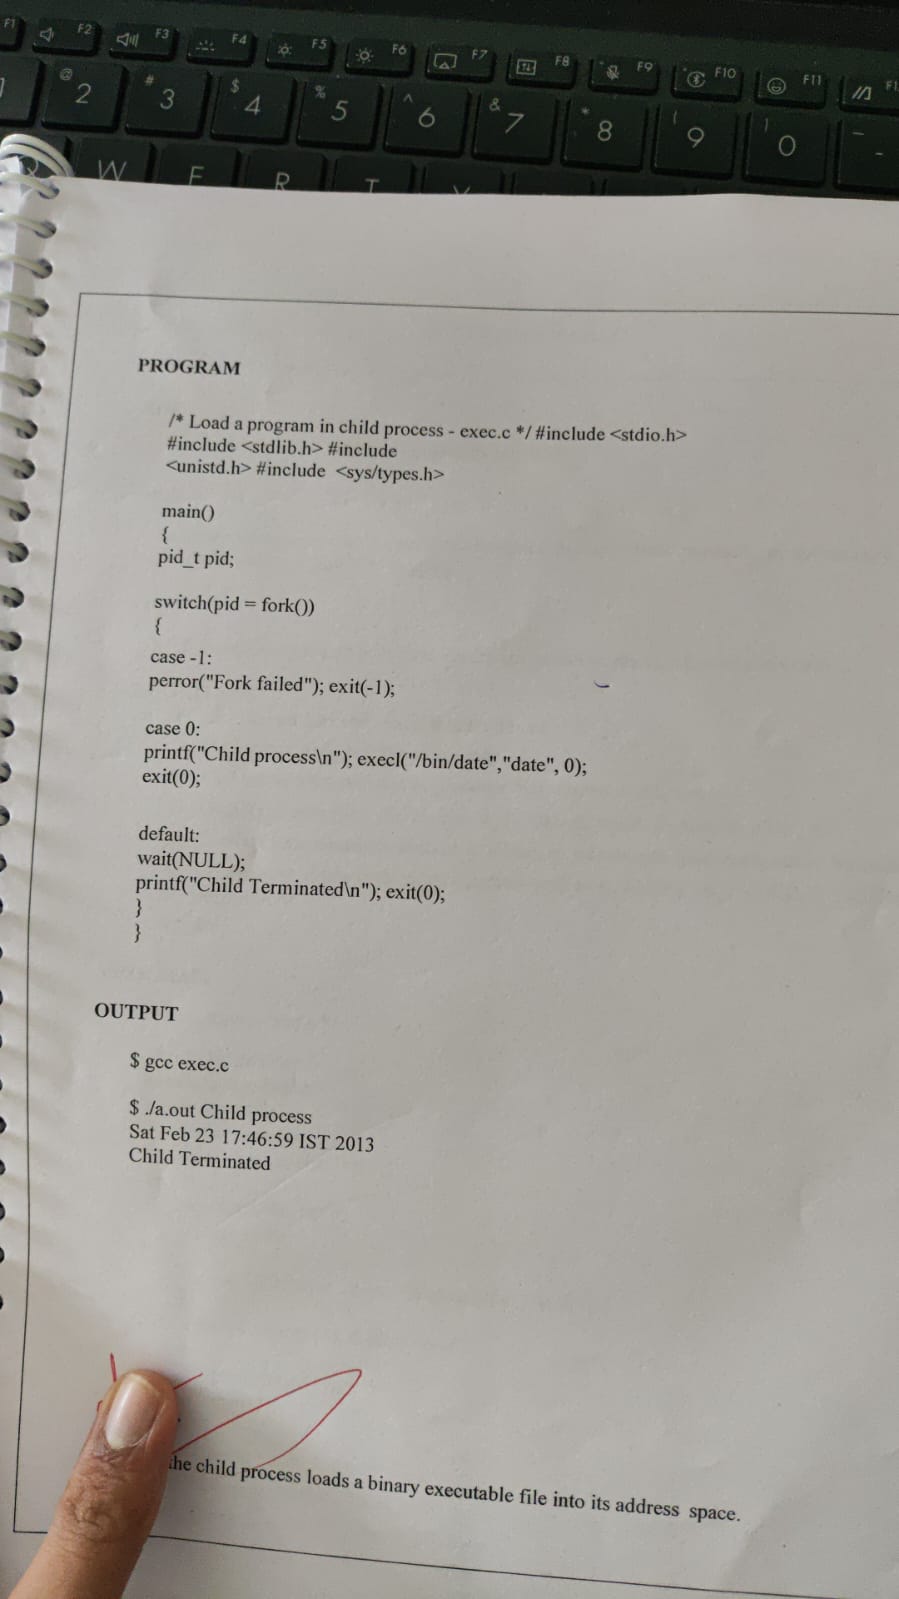 F1 F2 F3 F4 F5 F6 F7 F8 F9 F10 F11
@ 2 # 3 $ 4 % 5 ^ 6 & 7 * 8 ( 9 ) 0 _ -
W E R T
PROGRAM
/* Load a program in child process - exec.c */ #include <stdio.h>
#include <stdlib.h> #include
<unistd.h> #include <sys/types.h>
main()
{
pid_t pid;
switch(pid = fork())
{
case -1:
perror("Fork failed"); exit(-1);
case 0:
printf("Child process\n"); execl("/bin/date","date", 0);
exit(0);
default:
wait(NULL);
printf("Child Terminated\n"); exit(0);
}
}
OUTPUT
$ gcc exec.c
$ ./a.out Child process
Sat Feb 23 17:46:59 IST 2013
Child Terminated
child process loads a binary executable file into its address space.